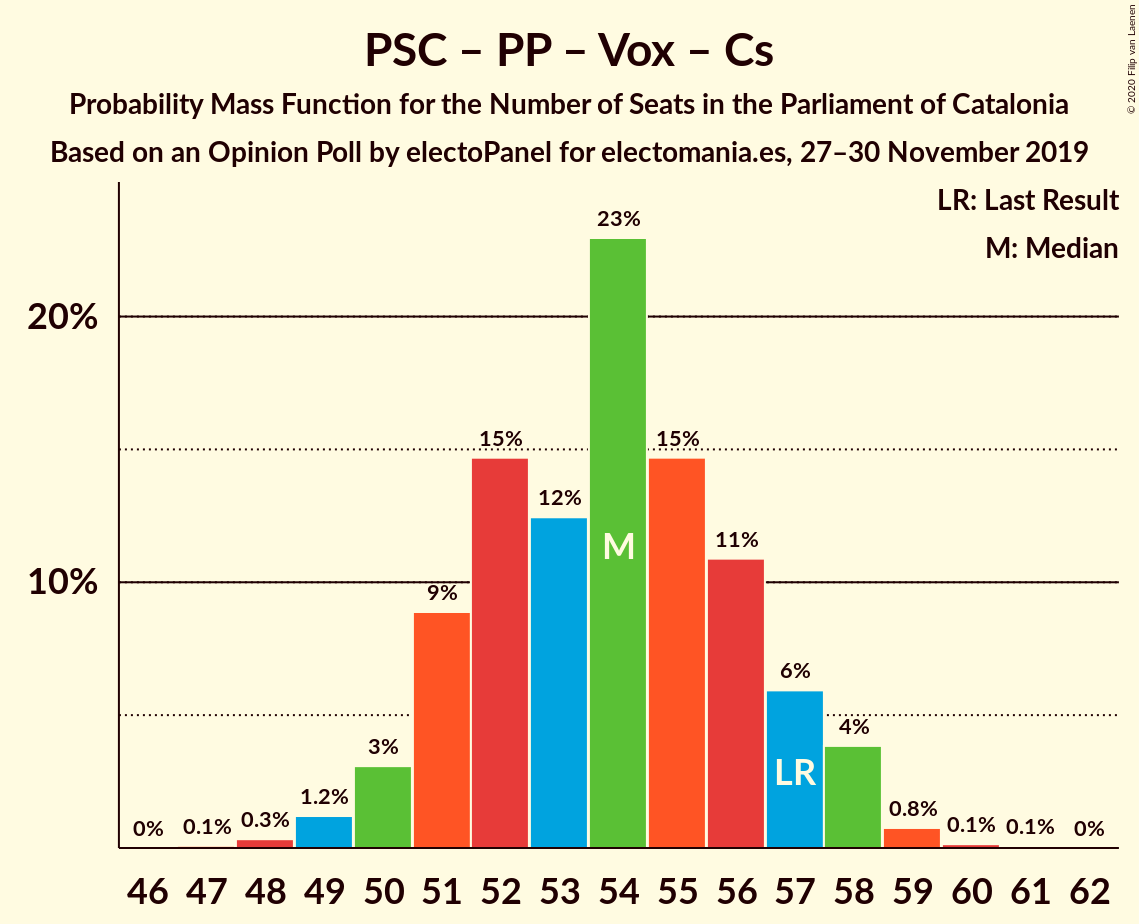 PSC – PP – Vox – Cs
Probability Mass Function for the Number of Seats in the Parliament of Catalonia
Based on an Opinion Poll by electoPanel for electomania.es, 27–30 November 2019
© 2020 Filip van Laenen
LR: Last Result
M: Median
20%
10%
0%
0.1%
0.3%
1.2%
3%
9%
15%
12%
23%
15%
11%
6%
4%
0.8%
0.1%
0.1%
0%
M
LR
46 47 48 49 50 51 52 53 54 55 56 57 58 59 60 61 62